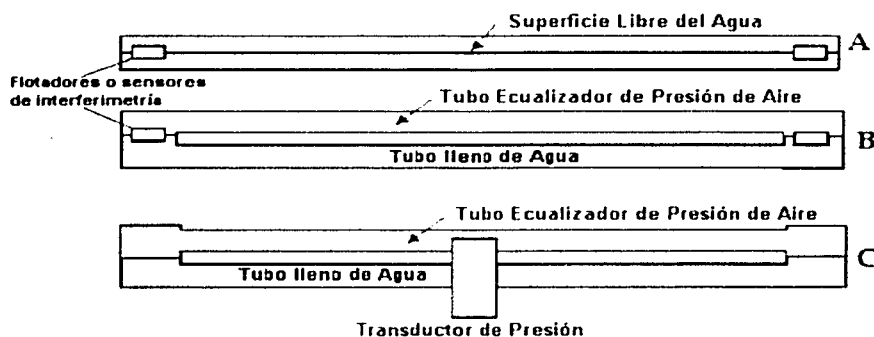 Superficie Libre del Agua
A
Flotadores o sensores
de interferimetría
Tubo Ecualizador de Presión de Aire
B
Tubo lleno de Agua
Tubo Ecualizador de Presión de Aire
C
Tubo lleno de Agua
Transductor de Presión